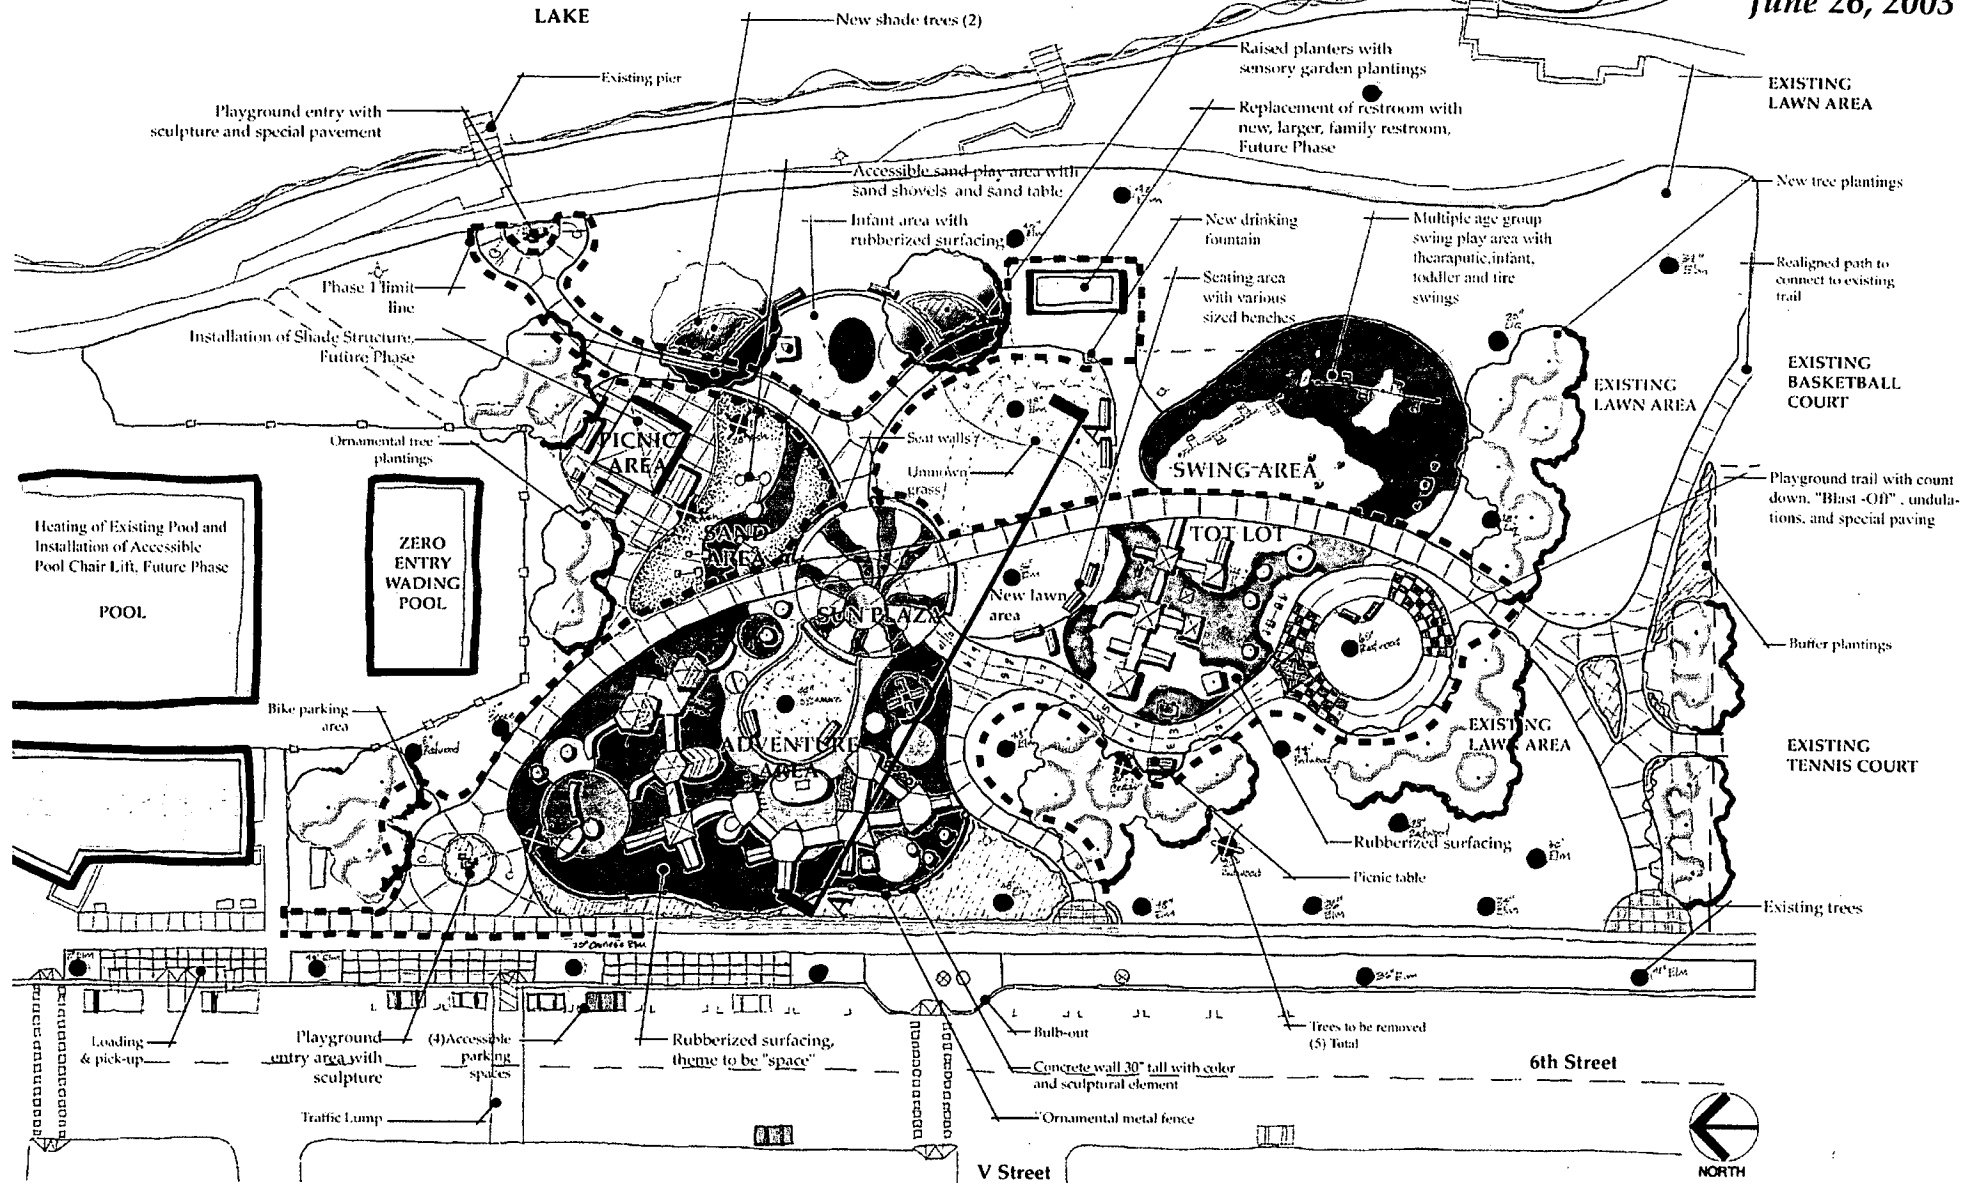 LAKE
June 26, 2003
New shade trees (2)
Existing pier
Playground entry with
sculpture and special pavement
Raised planters with
sensory garden plantings
EXISTING
LAWN AREA
Replacement of restroom with
new, larger, family restroom,
Future Phase
Accessible sand play area with
sand shovels and sand table
New tree plantings
Infant area with
rubberized surfacing
New drinking
fountain
Multiple age group
swing play area with
thearaputic, infant,
toddler and tire
swings
Phase 1 limit
line
Seating area
with various
sized benches
Realigned path to
connect to existing
trail
Installation of Shade Structure,
Future Phase
EXISTING
LAWN AREA
EXISTING
BASKETBALL
COURT
Ornamental tree
plantings
PICNIC
AREA
Seat walls
Unmown
grass
SWING AREA
Playground trail with count
down, "Blast -Off" , undula-
tions, and special paving
Heating of Existing Pool and
Installation of Accessible
Pool Chair Lift, Future Phase
POOL
ZERO
ENTRY
WADING
POOL
SAND
AREA
TOT LOT
SUN PLAZA
New lawn
area
Buffer plantings
Bike parking
area
ADVENTURE
AREA
EXISTING
LAWN AREA
EXISTING
TENNIS COURT
Rubberized surfacing
Picnic table
Existing trees
Loading
& pick-up
Playground
entry area with
sculpture
(4)Accessible
parking
spaces
Rubberized surfacing,
theme to be "space"
Bulb-out
Trees to be removed
(5) Total
Concrete wall 30" tall with color
and sculptural element
6th Street
Traffic Lump
Ornamental metal fence
V Street
NORTH